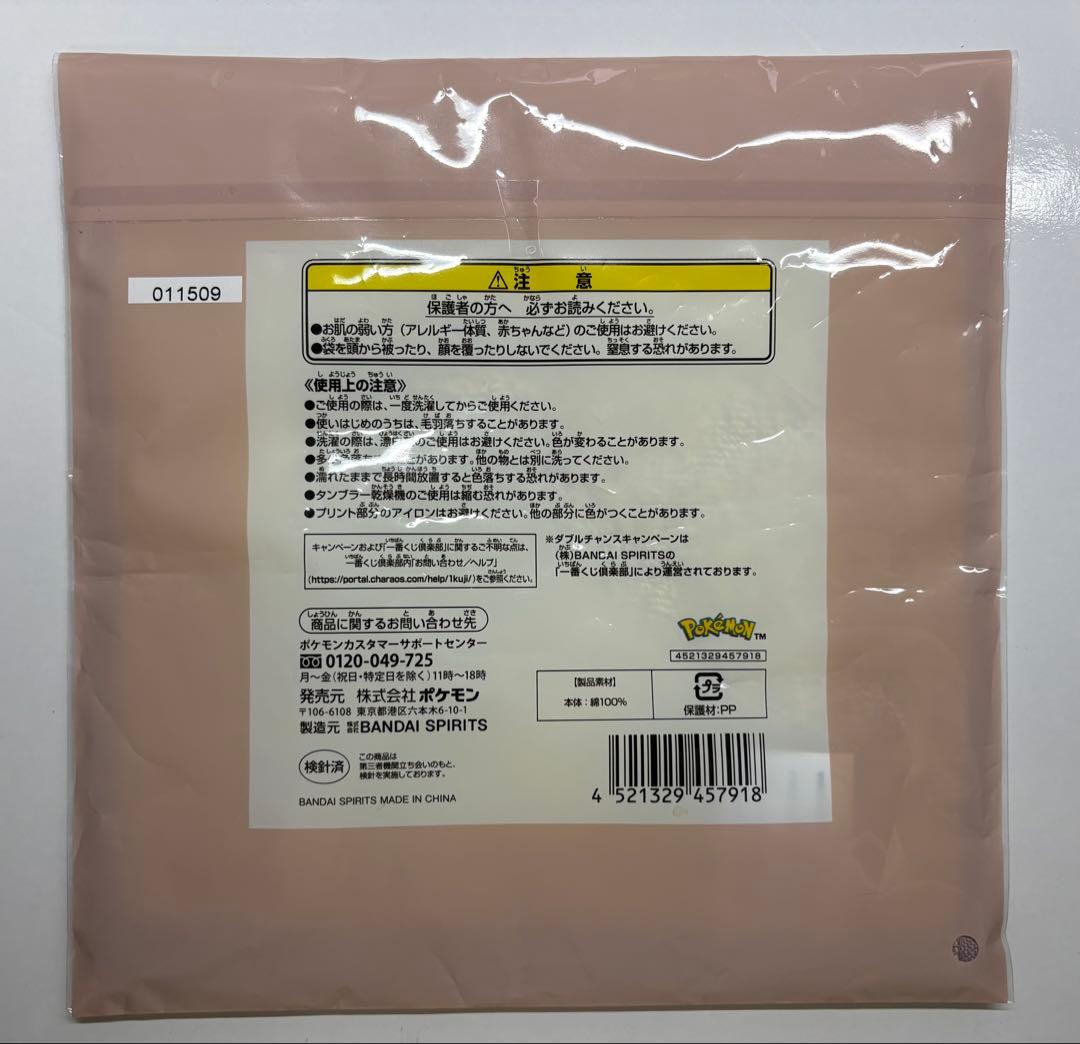 011509
⚠注意
保護者の方へ 必ずお読みください。
●お肌の弱い方（アレルギー体質、赤ちゃんなど）のご使用はお避けください。
●袋を頭から被ったり、顔を覆ったりしないでください。窒息する恐れがあります。
《使用上の注意》
●ご使用の際は、一度洗濯してからご使用ください。
●使いはじめのうちは、毛羽落ちすることがあります。
●洗濯の際は、漂白剤のご使用はお避けください。色が変わることがあります。
●多少色落ち があります。他の物とは別に洗ってください。
●濡れたままで長時間放置すると色落ちする恐れがあります。
●タンブラー乾燥機のご使用は縮む恐れがあります。
●プリント部分のアイロンはお避けください。他の部分に色がつくことがあります。
キャンペーンおよび「一番くじ倶楽部」に関するご不明な点は、
一番くじ倶楽部内「お問い合わせ/ヘルプ」
(https://portal.charaos.com/help/1kuji/)をご参照ください。
※ダブルチャンスキャンペーンは
(株)BANDAI SPIRITSの
「一番くじ倶楽部」により運営されております。
商品に関するお問い合わせ先
ポケモンカスタマーサポートセンター
0120-049-725
月～金（祝日・特定日を除く）11時～18時
発売元 株式会社ポケモン
〒106-6108 東京都港区六本木6-10-1
製造元 株式会社BANDAI SPIRITS
POKéMON™
4521329457918
【製品素材】
本体：綿100%
プラ
保護材:PP
検針済
この商品は
第三者機関立ち会いのもと、
検針を実施しております。
BANDAI SPIRITS MADE IN CHINA
4 521329 457918